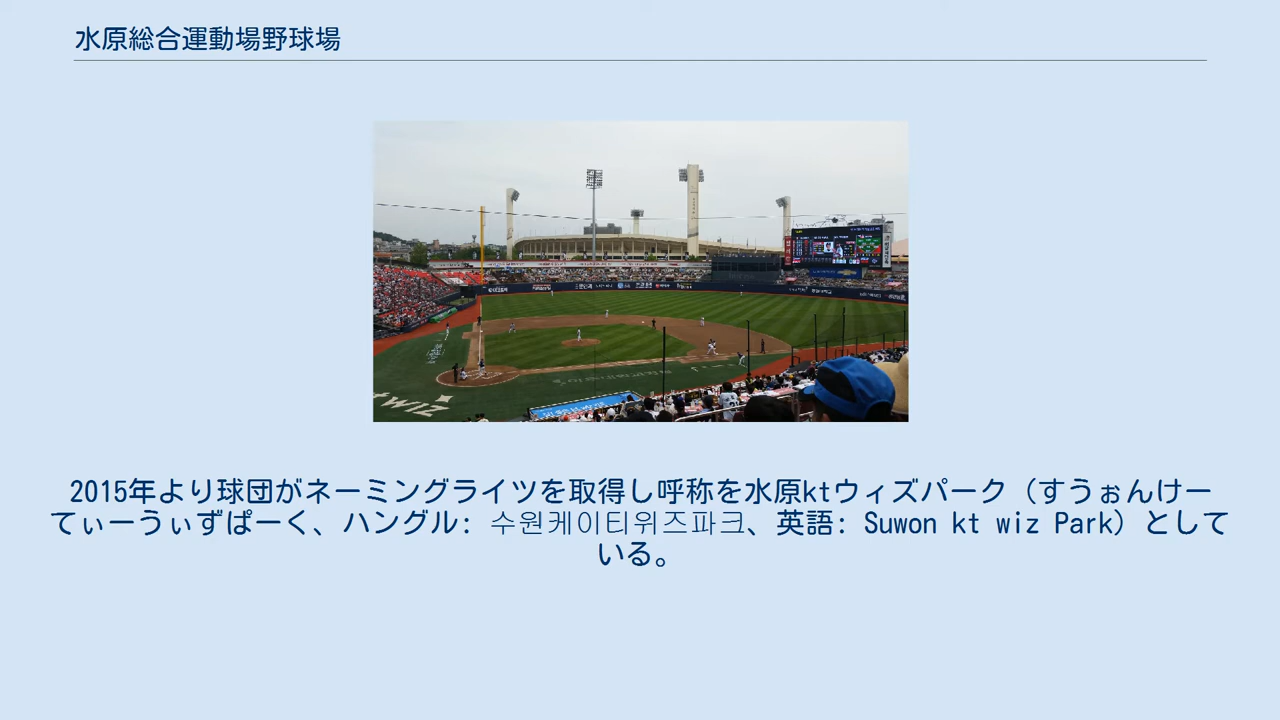 水原総合運動場野球場
wiz
2015年より球団がネーミングライツを取得し呼称を水原ktウィズパーク（すうぉんけー
てぃーうぃずぱーく、ハングル: 수원케이티위즈파크、英語: Suwon kt wiz Park）として
いる。